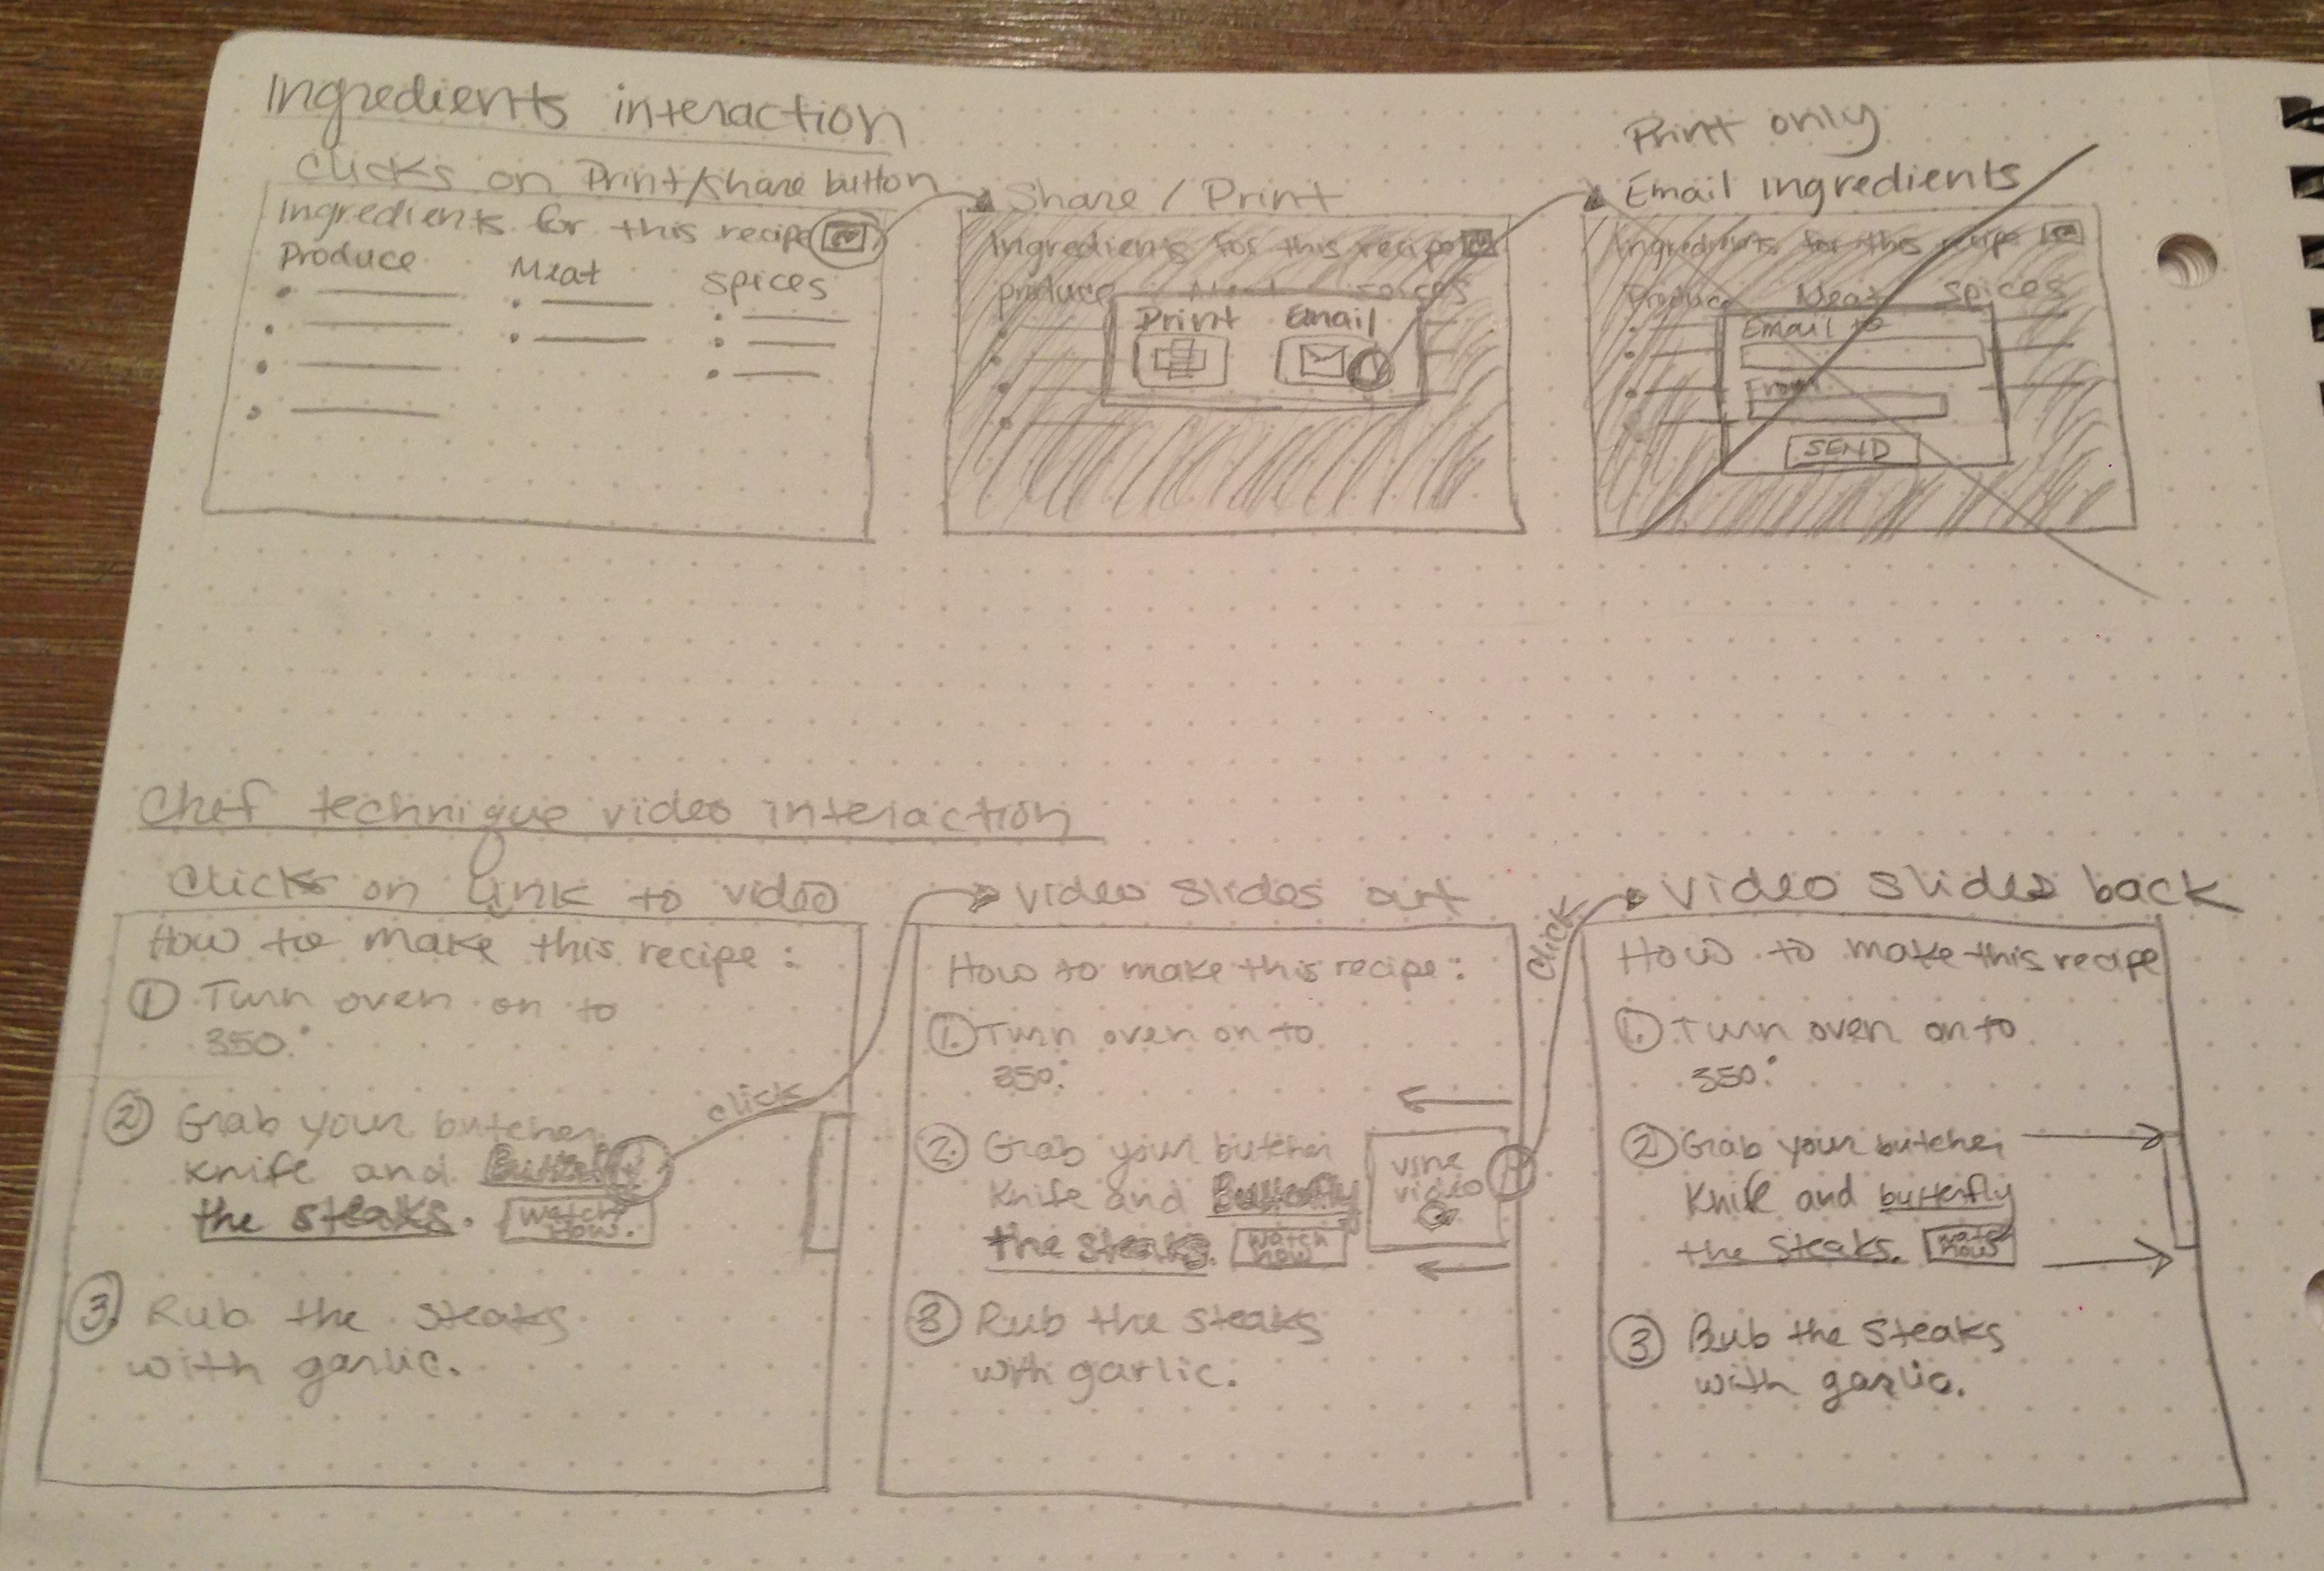 Ingredients interaction
Clicks on Print/share button
Ingredients for this recipe
Produce Meat Spices
Share / Print
Ingredients for this recipe
Produce Meat Spices
Print Email
Print only
Email ingredients
Ingredients for this recipe
Produce Meat Spices
Email to
From
SEND
Chef technique video interaction
Clicks on link to video
How to make this recipe:
1 Turn oven on to
350°
2 Grab your butcher
knife and Butterfly
the steaks. Watch
now.
3. Rub the steaks
with garlic.
click
Video slides out
How to make this recipe:
1. Turn oven on to
350°
2. Grab your butcher
knife and Butterfly
the steaks. Watch
now
3 Rub the steaks
with garlic.
vine
video
click
Video slides back
How to make this recipe
1. Turn oven on to
350°
2 Grab your butcher
knife and butterfly
the steaks. watch
now
3 Rub the steaks
with garlic.